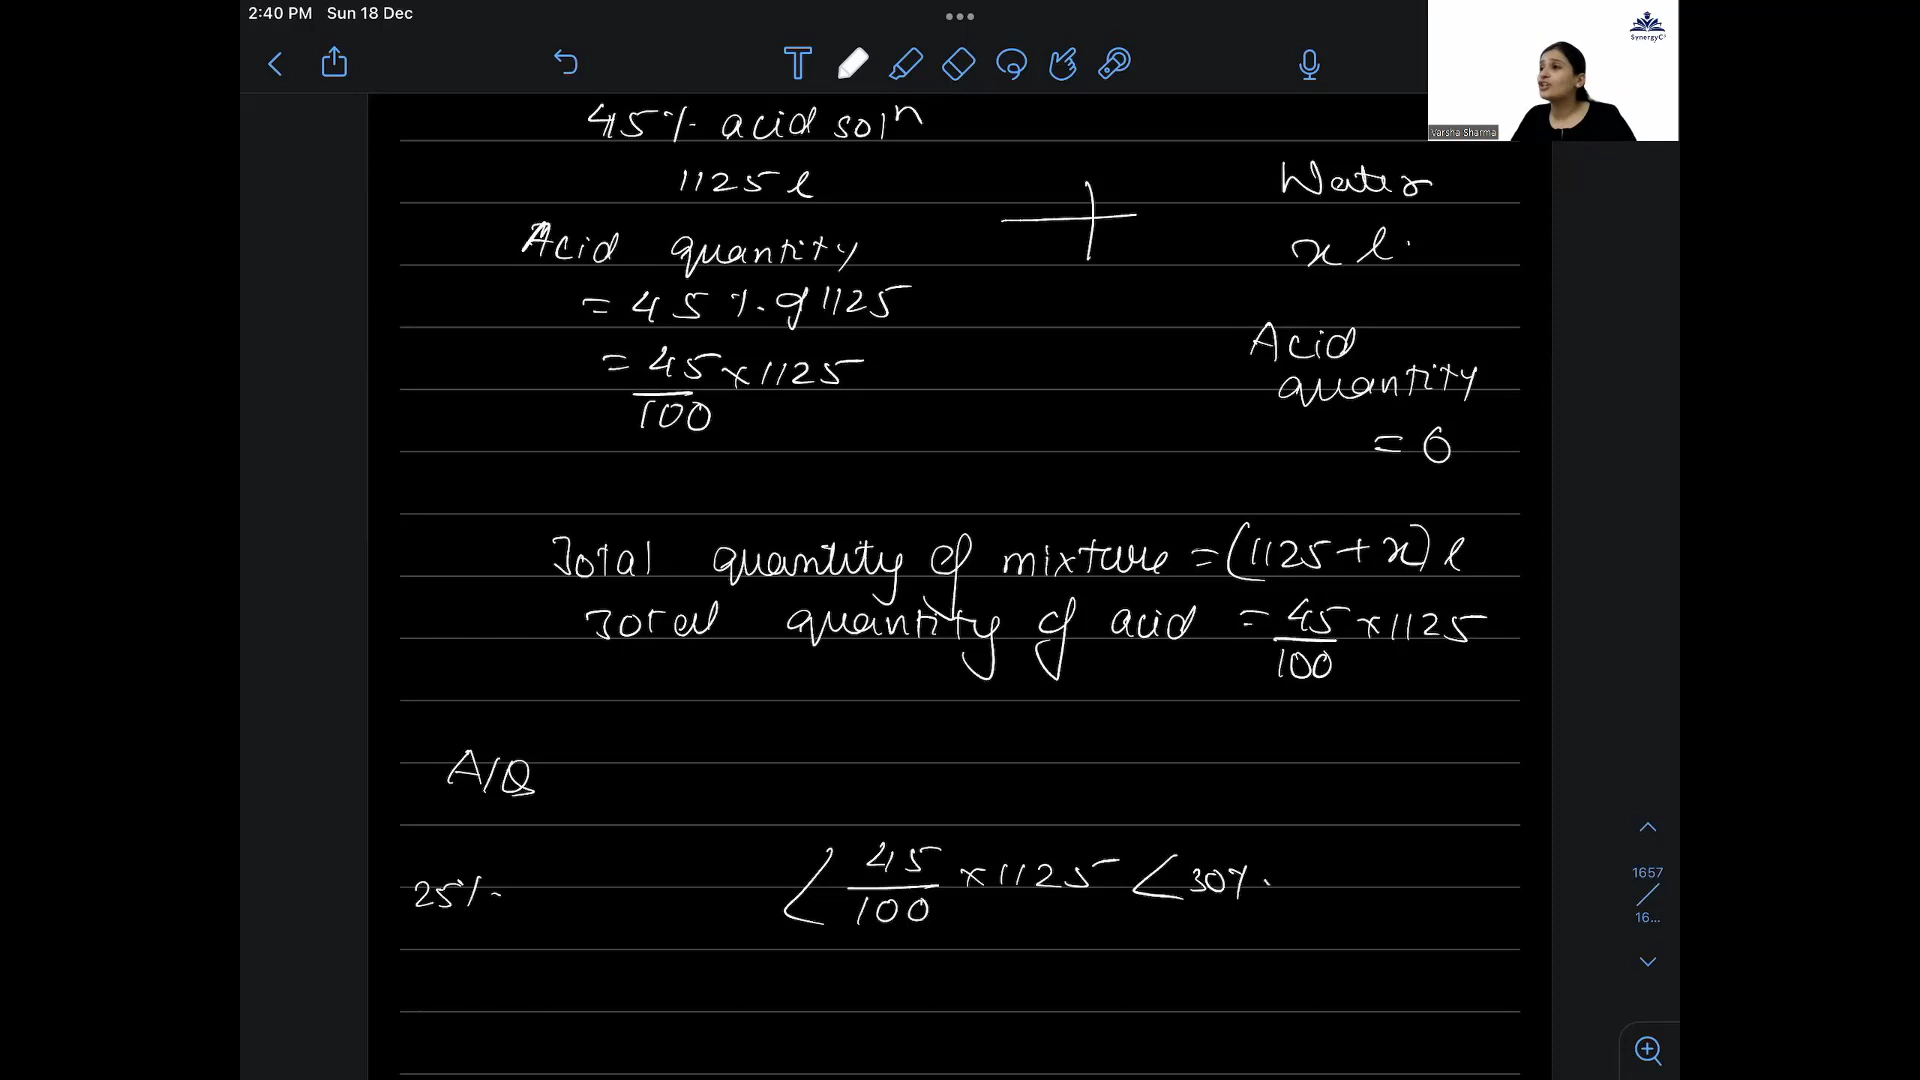 2:40 PM Sun 18 Dec
SynergyC³
Varsha Sharma
45% acid solⁿ
1125 l
Water
x l.
Acid quantity
= 45 %. of 1125
= 45/100 × 1125
Acid
quantity
= 0
Total quantity of mixture = (1125 + x) l
Total quantity of acid = 45/100 × 1125
A/Q
25% < 45/100 × 1125 < 30%.
1657
16...